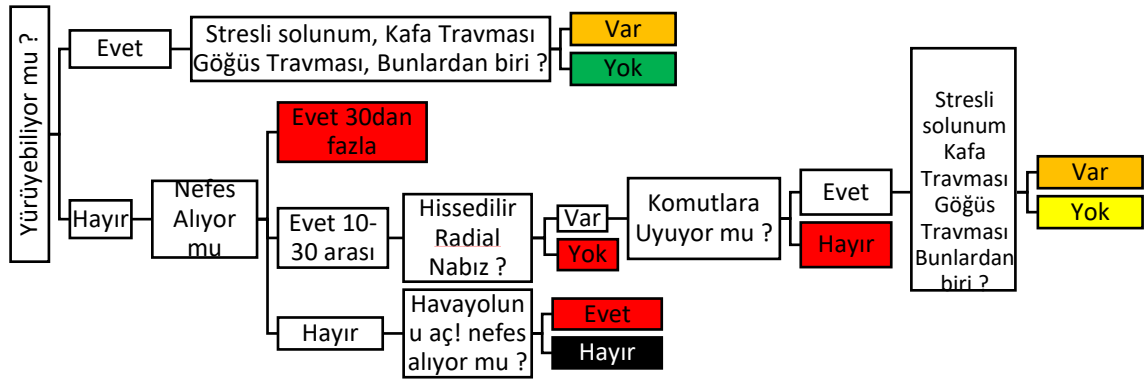 Yürüyebiliyor mu ?
Evet
Stresli solunum, Kafa Travması
Göğüs Travması, Bunlardan biri ?
Var
Yok
Hayır
Nefes
Alıyor
mu
Evet 30dan
fazla
Evet 10-
30 arası
Hissedilir
Radial
Nabız ?
Var
Yok
Komutlara
Uyuyor mu ?
Evet
Hayır
Stresli
solunum
Kafa
Travması
Göğüs
Travması
Bunlardan
biri ?
Var
Yok
Hayır
Havayolun
u aç! nefes
alıyor mu ?
Evet
Hayır